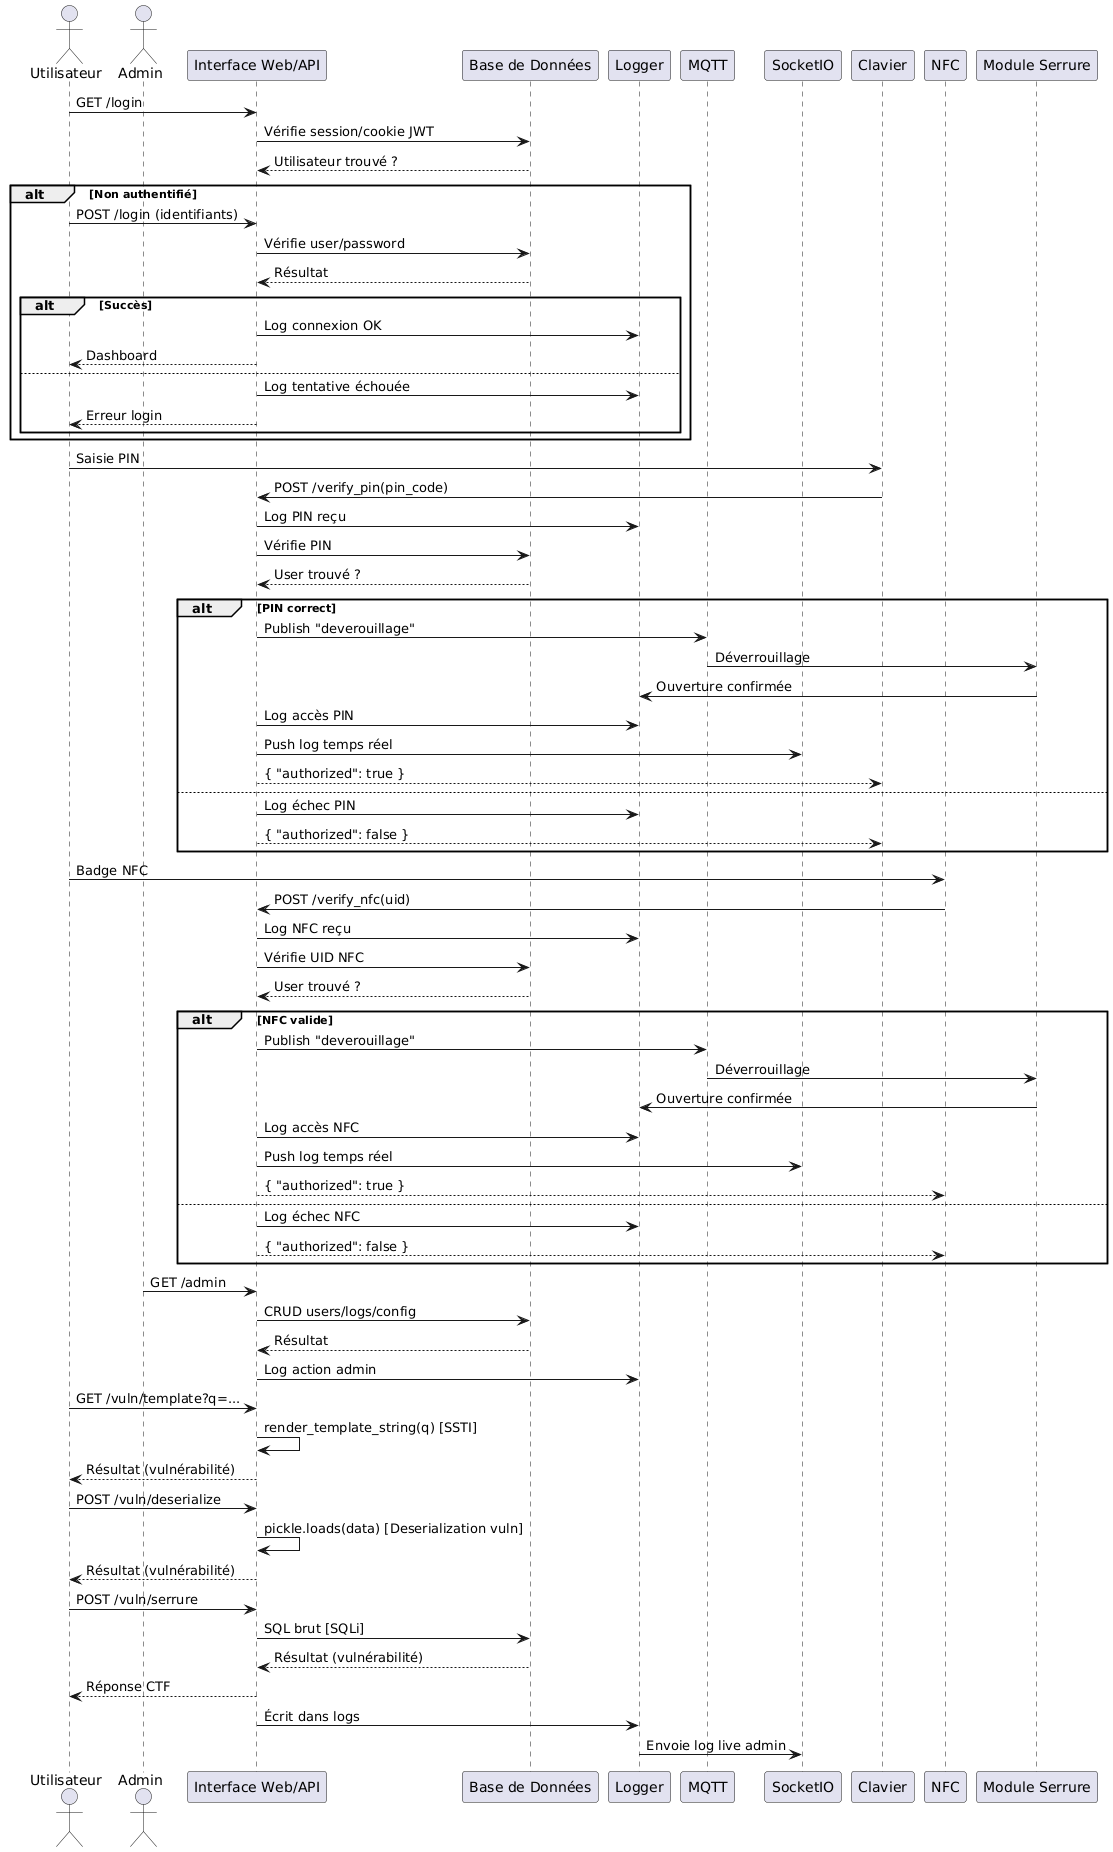 Utilisateur
Admin
Interface Web/API
Base de Données
Logger
MQTT
SocketIO
Clavier
NFC
Module Serrure
GET /login
Vérifie session/cookie JWT
Utilisateur trouvé ?
alt [Non authentifié]
POST /login (identifiants)
Vérifie user/password
Résultat
alt [Succès]
Log connexion OK
Dashboard
Log tentative échouée
Erreur login
Saisie PIN
POST /verify_pin(pin_code)
Log PIN reçu
Vérifie PIN
User trouvé ?
alt [PIN correct]
Publish "deverouillage"
Déverrouillage
Ouverture confirmée
Log accès PIN
Push log temps réel
{ "authorized": true }
Log échec PIN
{ "authorized": false }
Badge NFC
POST /verify_nfc(uid)
Log NFC reçu
Vérifie UID NFC
User trouvé ?
alt [NFC valide]
Publish "deverouillage"
Déverrouillage
Ouverture confirmée
Log accès NFC
Push log temps réel
{ "authorized": true }
Log échec NFC
{ "authorized": false }
GET /admin
CRUD users/logs/config
Résultat
Log action admin
GET /vuln/template?q=...
render_template_string(q) [SSTI]
Résultat (vulnérabilité)
POST /vuln/deserialize
pickle.loads(data) [Deserialization vuln]
Résultat (vulnérabilité)
POST /vuln/serrure
SQL brut [SQLi]
Résultat (vulnérabilité)
Réponse CTF
Écrit dans logs
Envoie log live admin
Utilisateur
Admin
Interface Web/API
Base de Données
Logger
MQTT
SocketIO
Clavier
NFC
Module Serrure